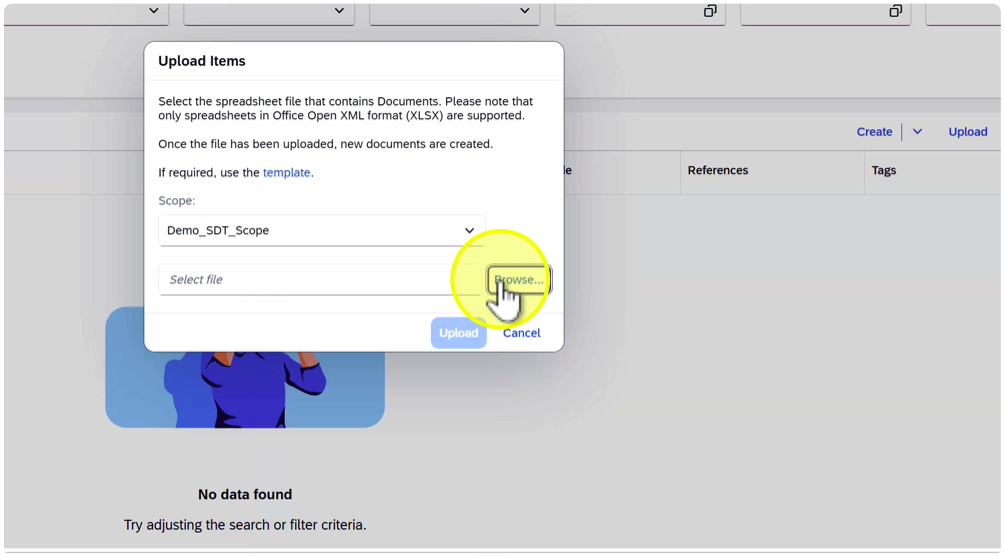 Upload Items
Select the spreadsheet file that contains Documents. Please note that
only spreadsheets in Office Open XML format (XLSX) are supported.
Once the file has been uploaded, new documents are created.
If required, use the template.
Scope:
Demo_SDT_Scope
Select file
Browse...
Upload
Cancel
Create
Upload
References
Tags
No data found
Try adjusting the search or filter criteria.